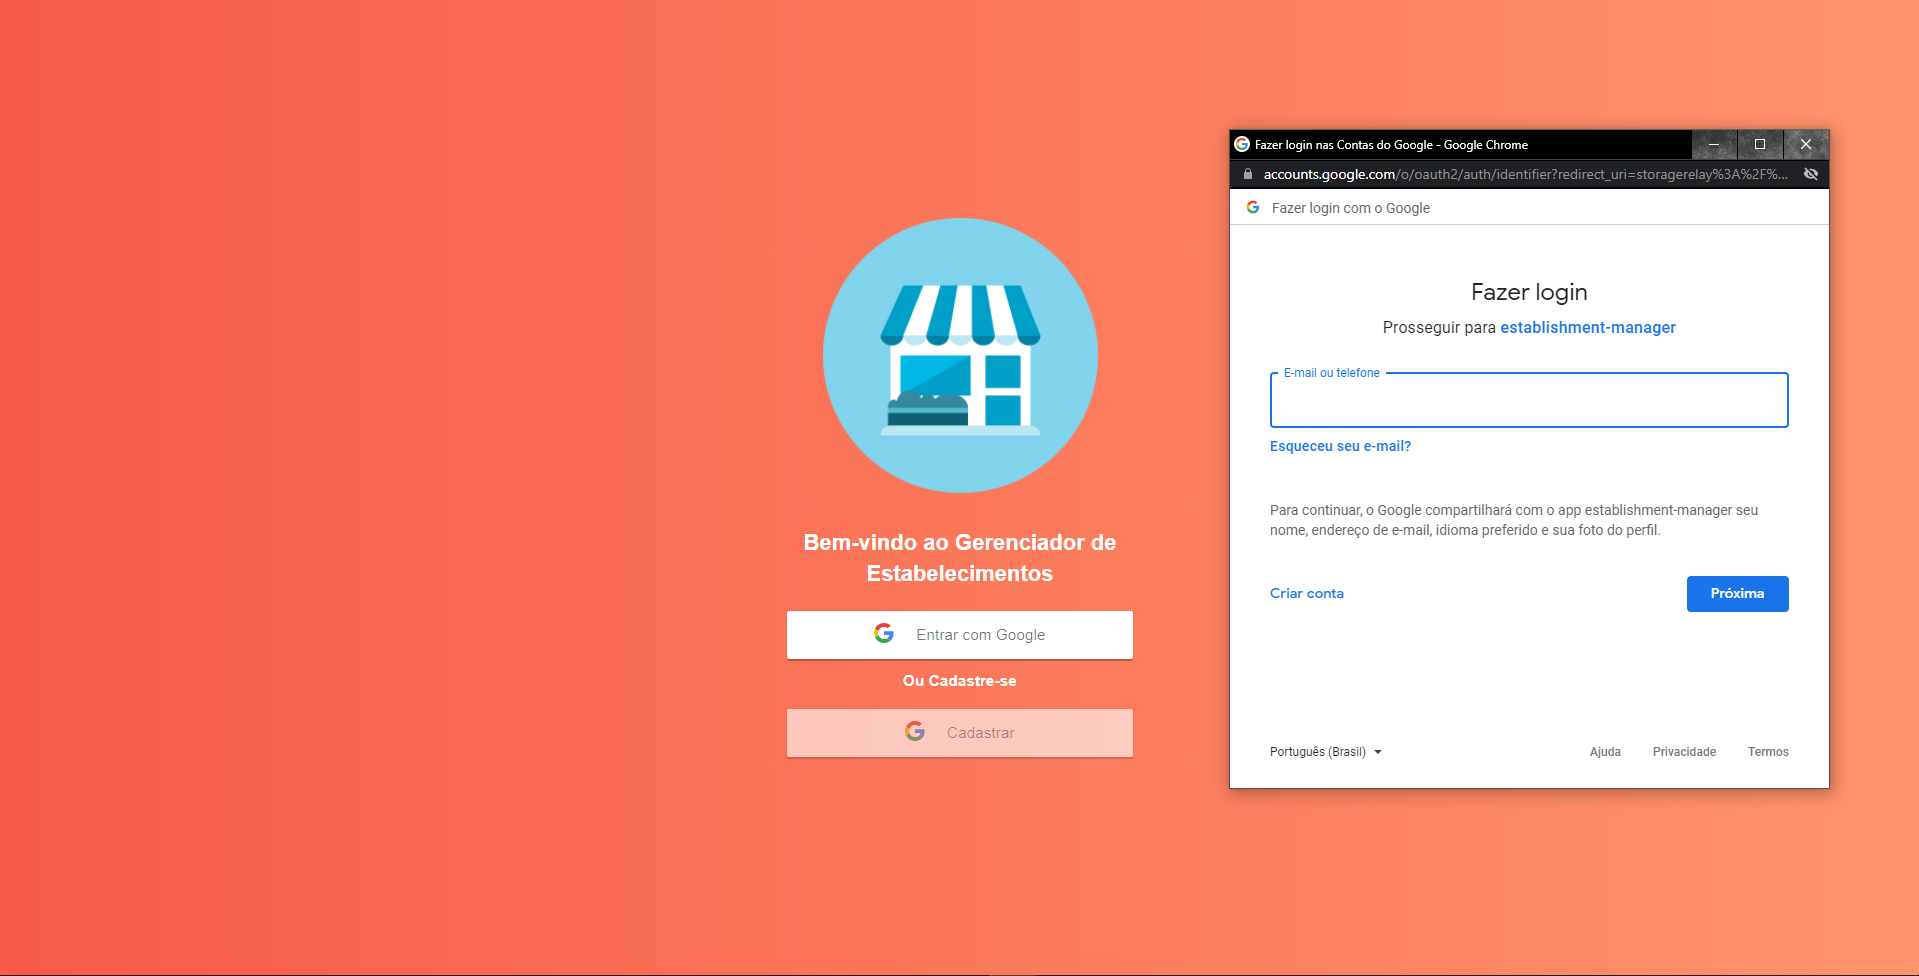 Bem-vindo ao Gerenciador de
Estabelecimentos
Entrar com Google
Ou Cadastre-se
Cadastrar
Fazer login nas Contas do Google - Google Chrome
accounts.google.com/o/oauth2/auth/identifier?redirect_uri=storagerelay%3A%2F%...
Fazer login com o Google
Fazer login
Prosseguir para establishment-manager
E-mail ou telefone
Esqueceu seu e-mail?
Para continuar, o Google compartilhará com o app establishment-manager seu
nome, endereço de e-mail, idioma preferido e sua foto do perfil.
Criar conta
Próxima
Português (Brasil)
Ajuda
Privacidade
Termos